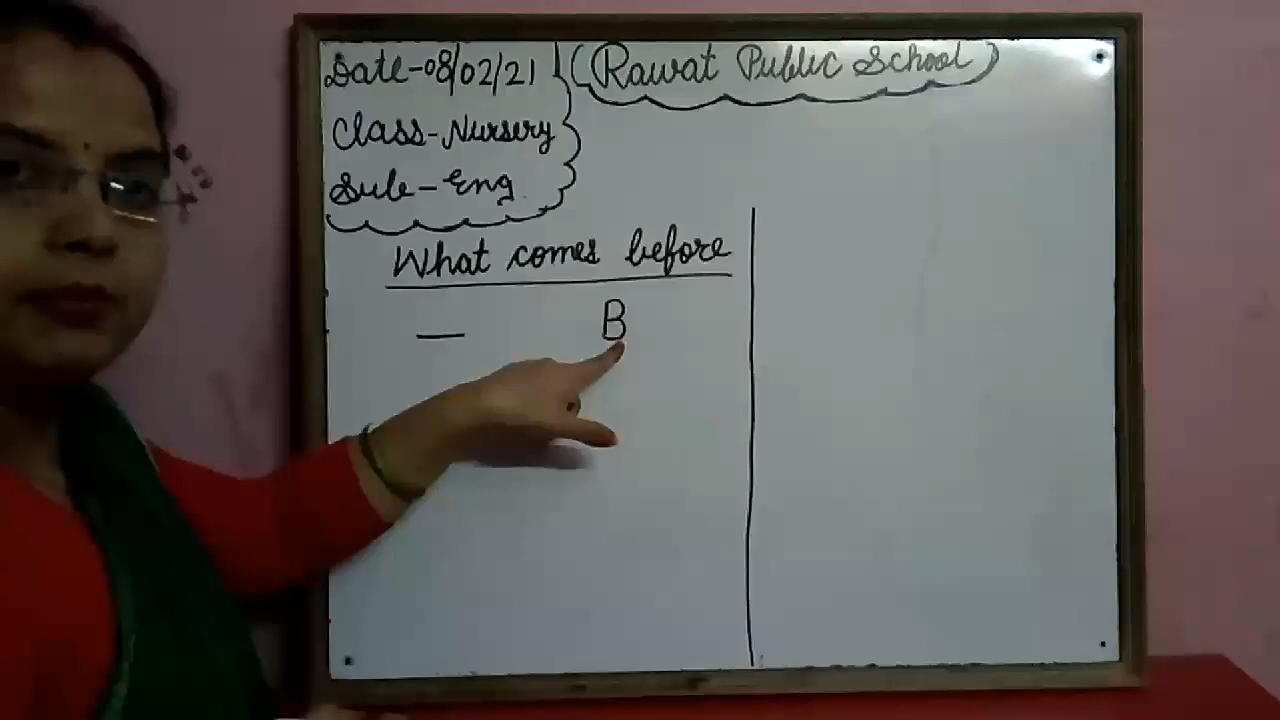 Date-08/02/21 (Rawat Public School)
Class-Nursery
Sub-Eng
What comes before
— B